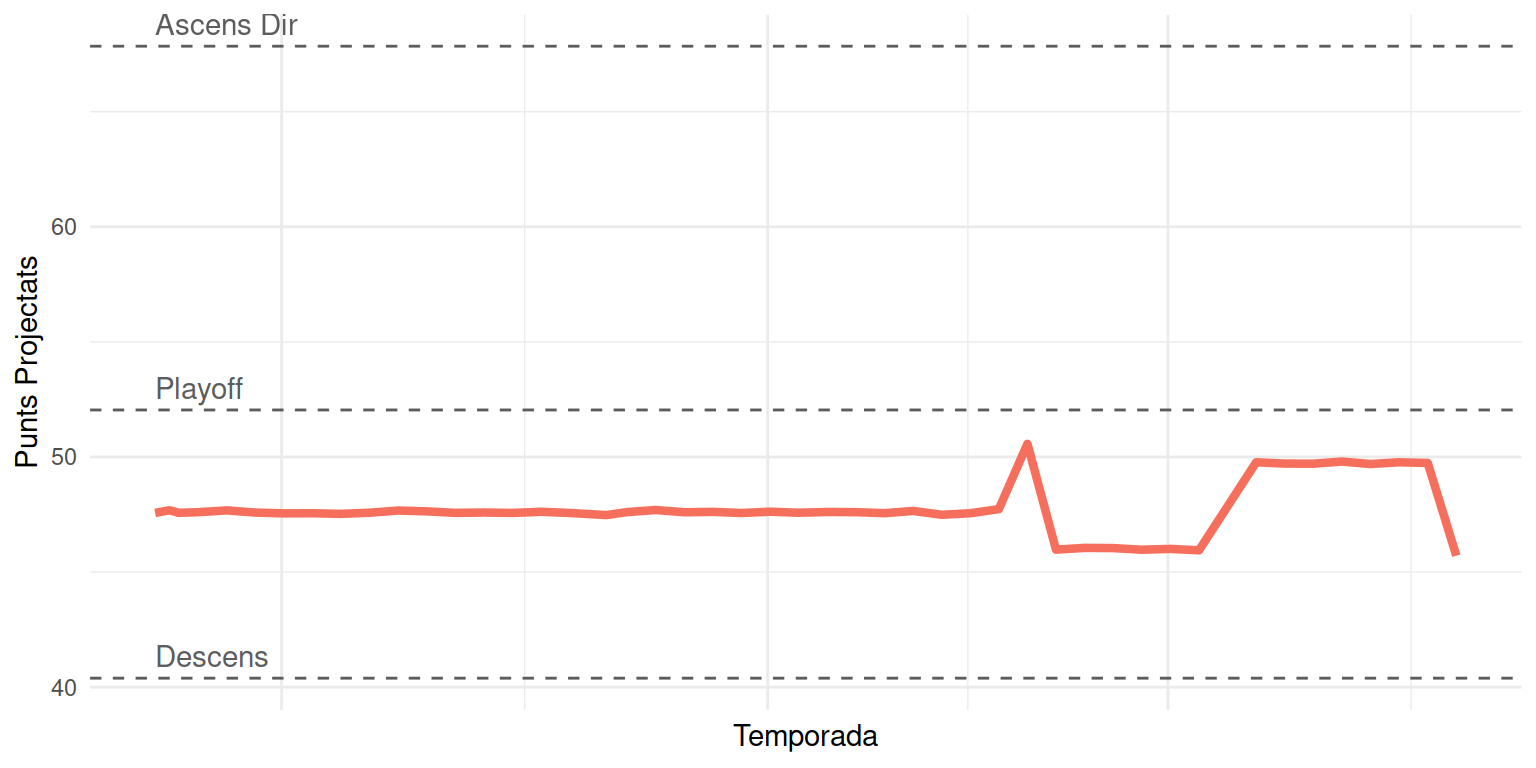 Ascens Dir
60
Playoff
50
Descens
40
Punts Projectats
Temporada